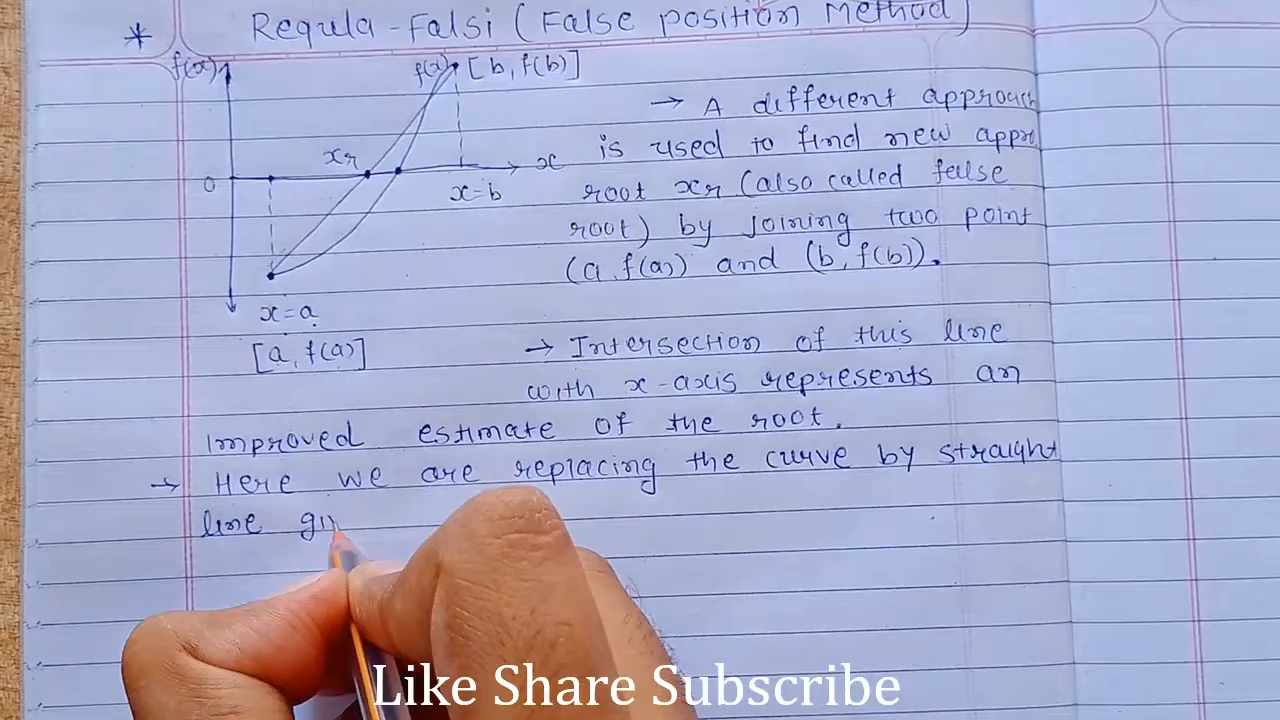 * Regula-Falsi (False position Method)
f(x)
f(x) [b, f(b)]
→ A different approach
xr
x
is used to find new appro
0
x=b
root xr (also called false
root) by joining two point
(a, f(a)) and (b, f(b)).
x=a
[a, f(a)]
→ Intersection of this line
with x-axis represents an
improved estimate of the root.
→ Here we are replacing the curve by straight
line giv
Like Share Subscribe